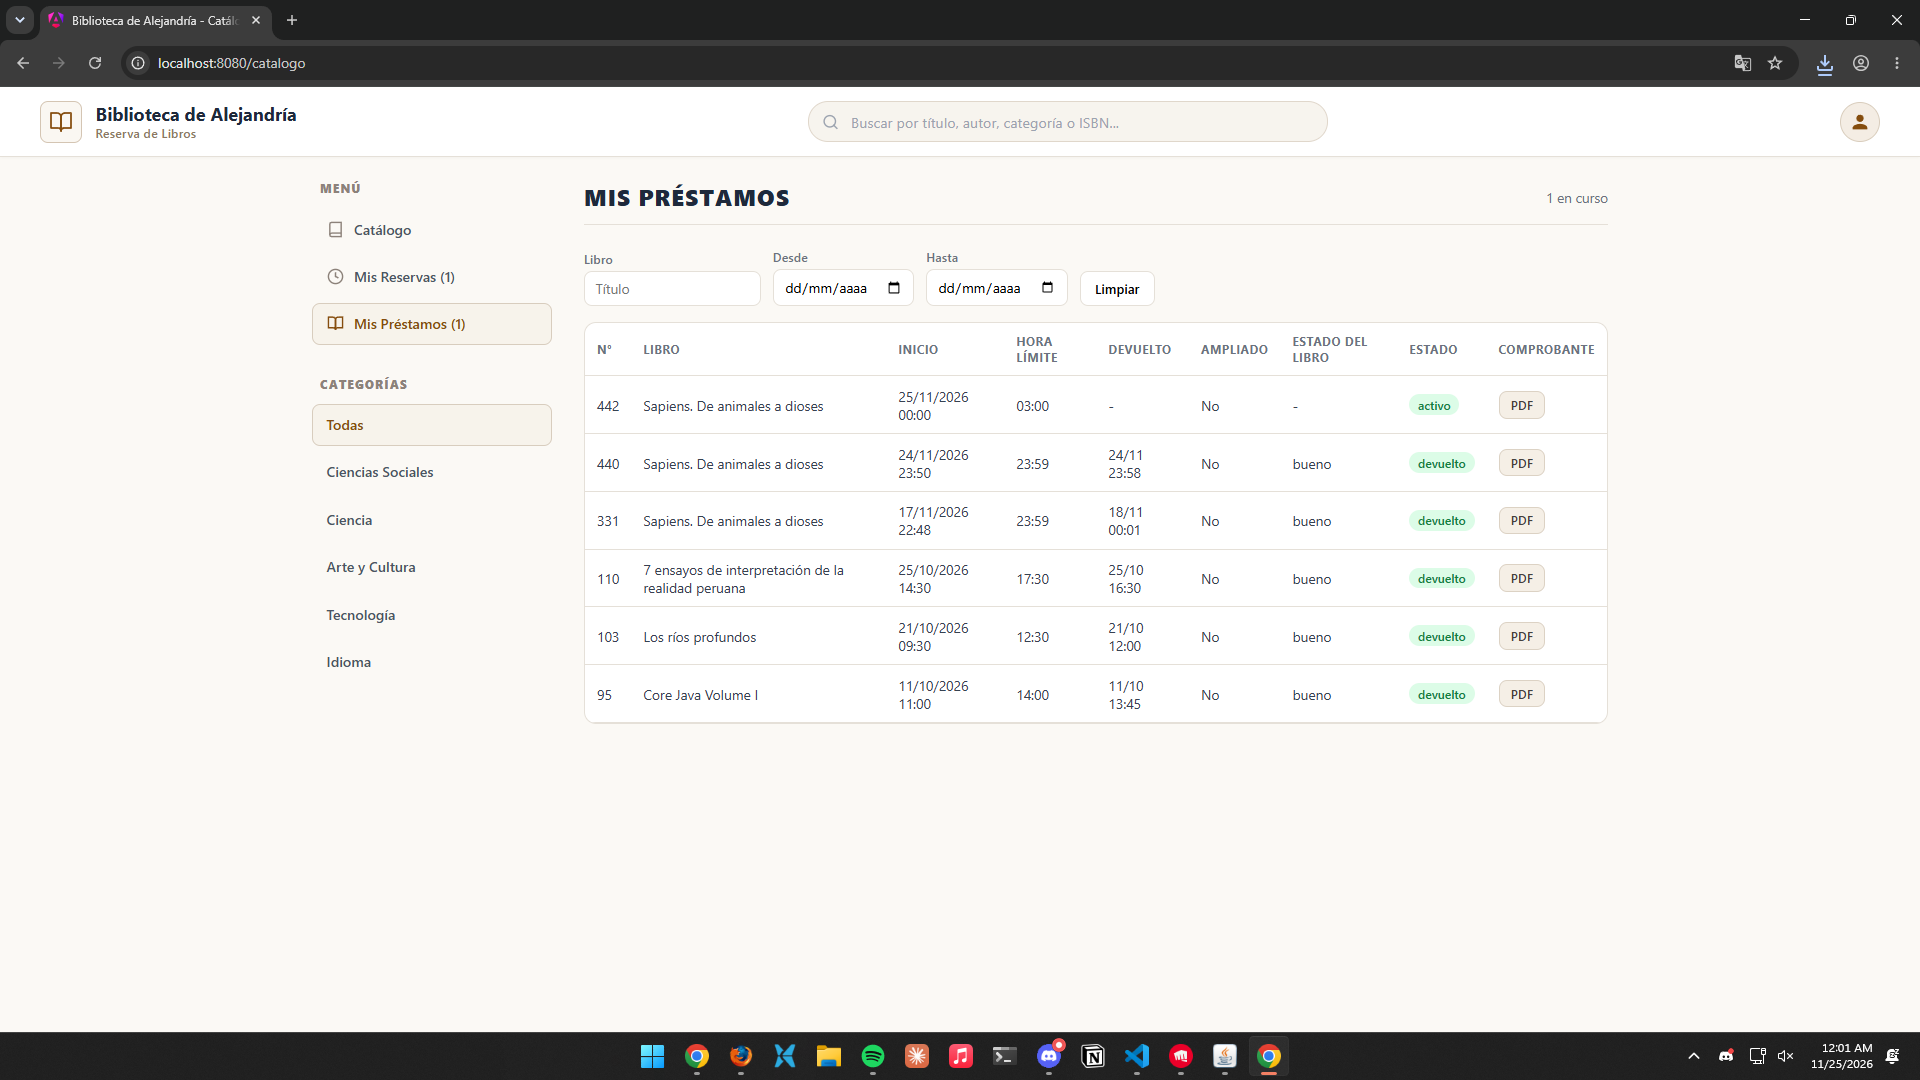 Biblioteca de Alejandría - Catálo
localhost:8080/catalogo
Biblioteca de Alejandría
Reserva de Libros
Buscar por título, autor, categoría o ISBN...
MENÚ
Catálogo
Mis Reservas (1)
Mis Préstamos (1)
CATEGORÍAS
Todas
Ciencias Sociales
Ciencia
Arte y Cultura
Tecnología
Idioma
MIS PRÉSTAMOS
1 en curso
Libro
Título
Desde
dd/mm/aaaa
Hasta
dd/mm/aaaa
Limpiar
N° LIBRO INICIO HORA LÍMITE DEVUELTO AMPLIADO ESTADO DEL LIBRO ESTADO COMPROBANTE
442 Sapiens. De animales a dioses 25/11/2026 00:00 03:00 - No - activo PDF
440 Sapiens. De animales a dioses 24/11/2026 23:50 23:59 24/11 23:58 No bueno devuelto PDF
331 Sapiens. De animales a dioses 17/11/2026 22:48 23:59 18/11 00:01 No bueno devuelto PDF
110 7 ensayos de interpretación de la realidad peruana 25/10/2026 14:30 17:30 25/10 16:30 No bueno devuelto PDF
103 Los ríos profundos 21/10/2026 09:30 12:30 21/10 12:00 No bueno devuelto PDF
95 Core Java Volume I 11/10/2026 11:00 14:00 11/10 13:45 No bueno devuelto PDF
12:01 AM
11/25/2026